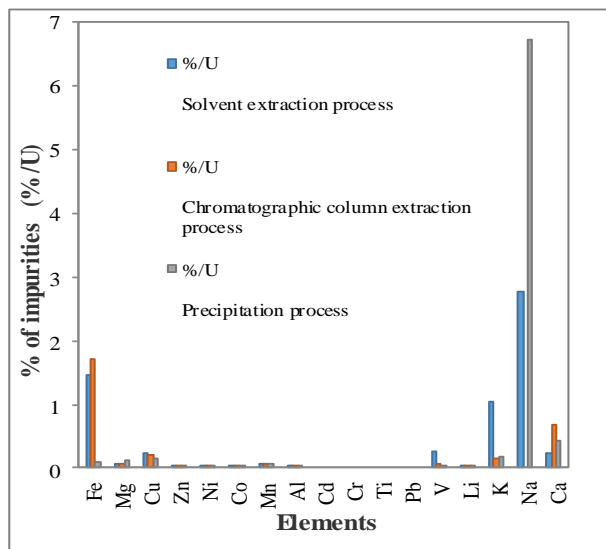 % of impurities (%/U)
7
6
5
4
3
2
1
0
%/U
Solvent extraction process
%/U
Chromatographic column extraction
process
%/U
Precipitation process
Fe
Mg
Cu
Zn
Ni
Co
Mn
Al
Cd
Cr
Ti
Pb
V
Li
K
Na
Ca
Elements